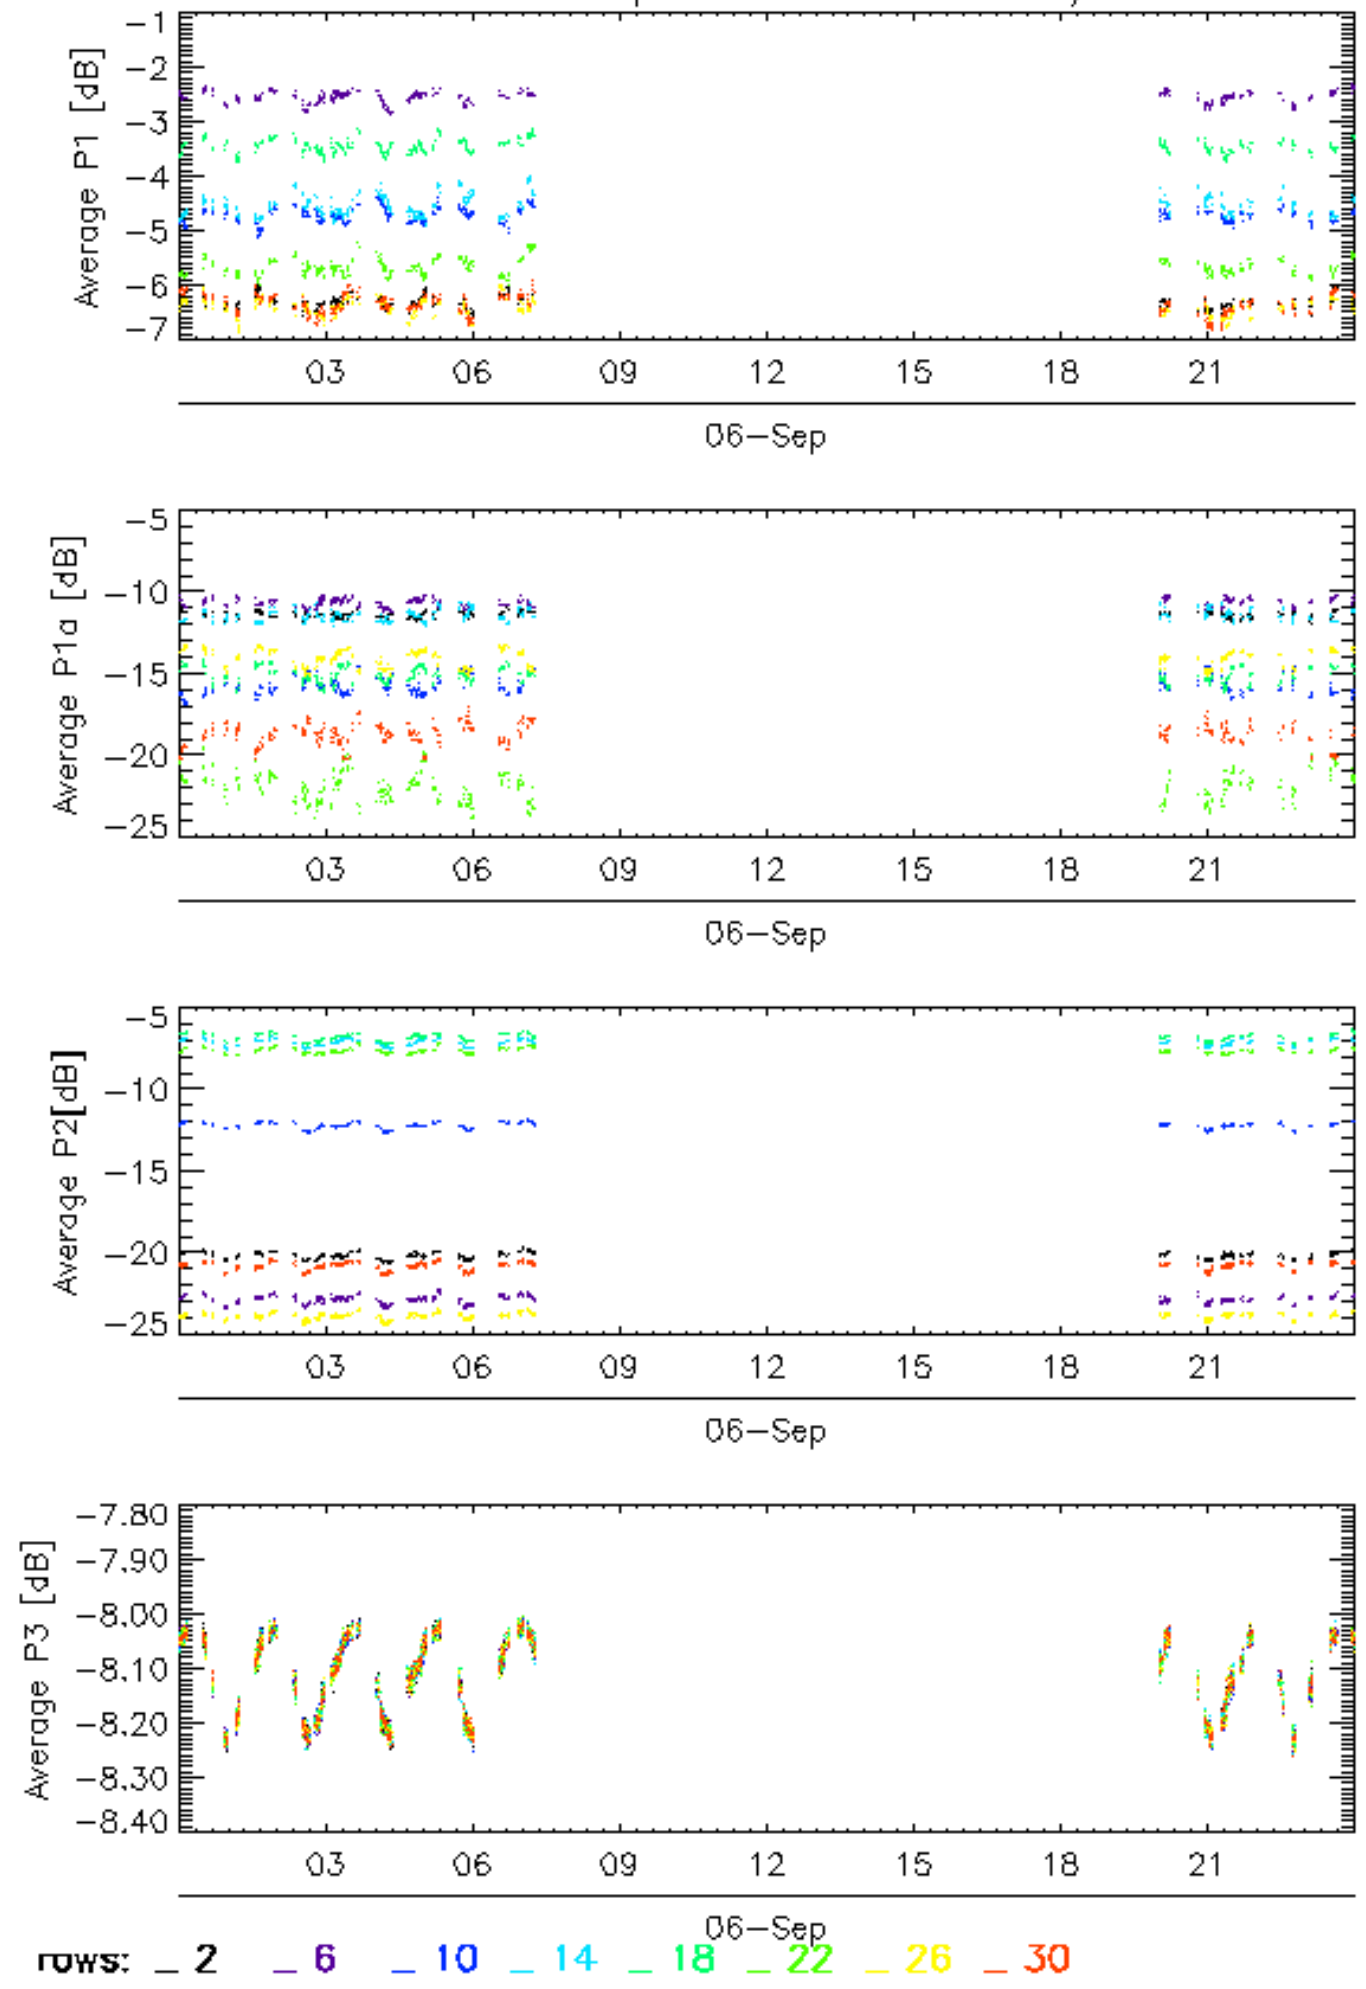 Average P1 [dB]
-1
-2
-3
-4
-5
-6
-7
03 06 09 12 15 18 21
06-Sep
Average P1a [dB]
-5
-10
-15
-20
-25
03 06 09 12 15 18 21
06-Sep
Average P2[dB]
-5
-10
-15
-20
-25
03 06 09 12 15 18 21
06-Sep
Average P3 [dB]
-7.80
-7.90
-8.00
-8.10
-8.20
-8.30
-8.40
03 06 09 12 15 18 21
06-Sep
rows: _ 2 _ 6 _ 10 _ 14 _ 18 _ 22 _ 26 _ 30